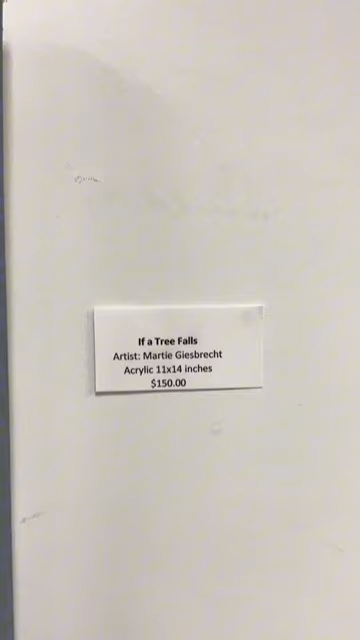 If a Tree Falls
Artist: Martie Giesbrecht
Acrylic 11x14 inches
$150.00